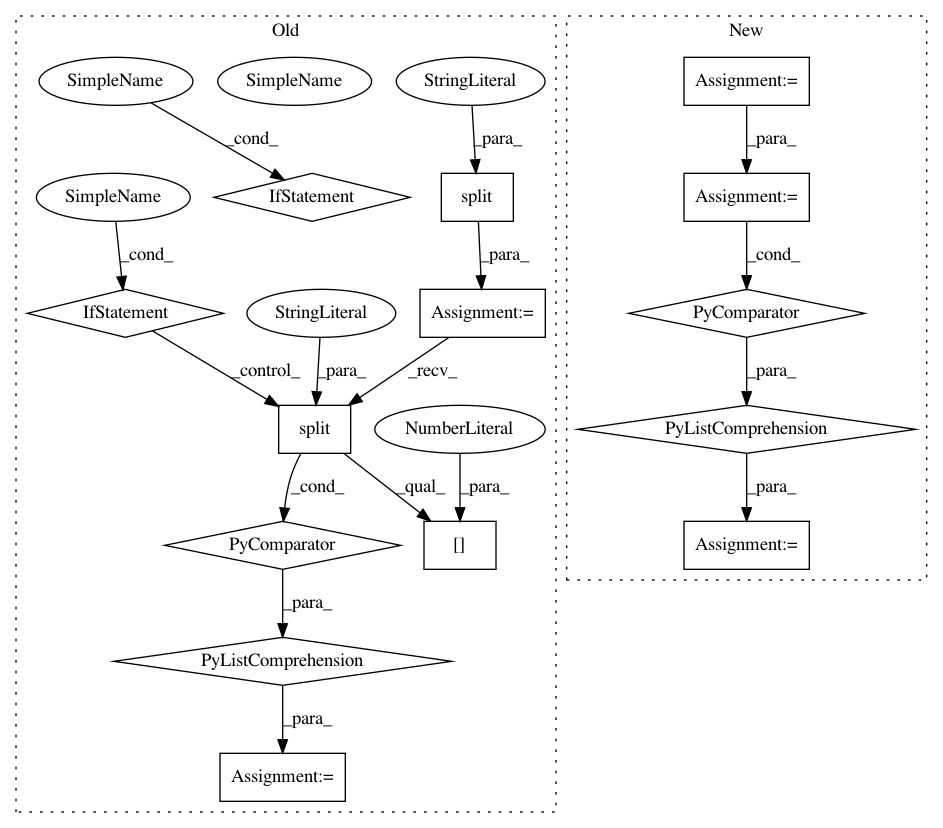 Old
New
SimpleName
SimpleName
StringLiteral
Assignment:=
_cond_
_para_
_para_
SimpleName
IfStatement
split
Assignment:=
_cond_
_para_
_cond_
IfStatement
StringLiteral
Assignment:=
PyComparator
_control_
_para_
_recv_
_para_
split
NumberLiteral
PyListComprehension
_cond_
_qual_
_para_
_para_
PyComparator
[]
Assignment:=
_para_
PyListComprehension
_para_
Assignment:=